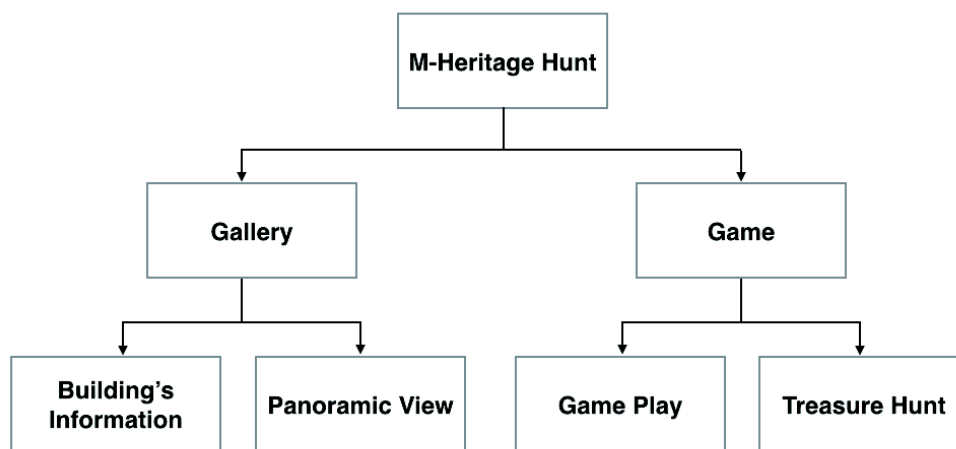 M-Heritage Hunt
Gallery
Game
Building’s
Information
Panoramic View
Game Play
Treasure Hunt